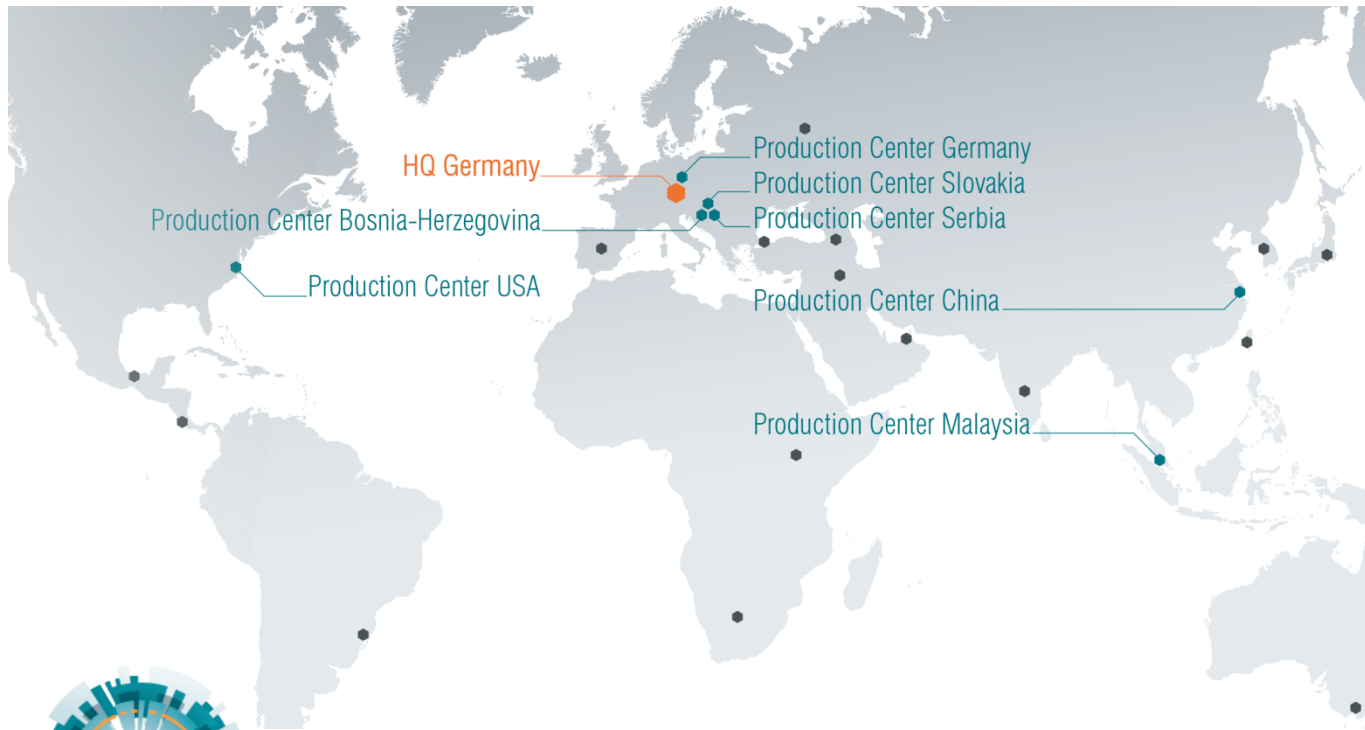 HQ Germany
Production Center Germany
Production Center Slovakia
Production Center Bosnia-Herzegovina
Production Center Serbia
Production Center USA
Production Center China
Production Center Malaysia